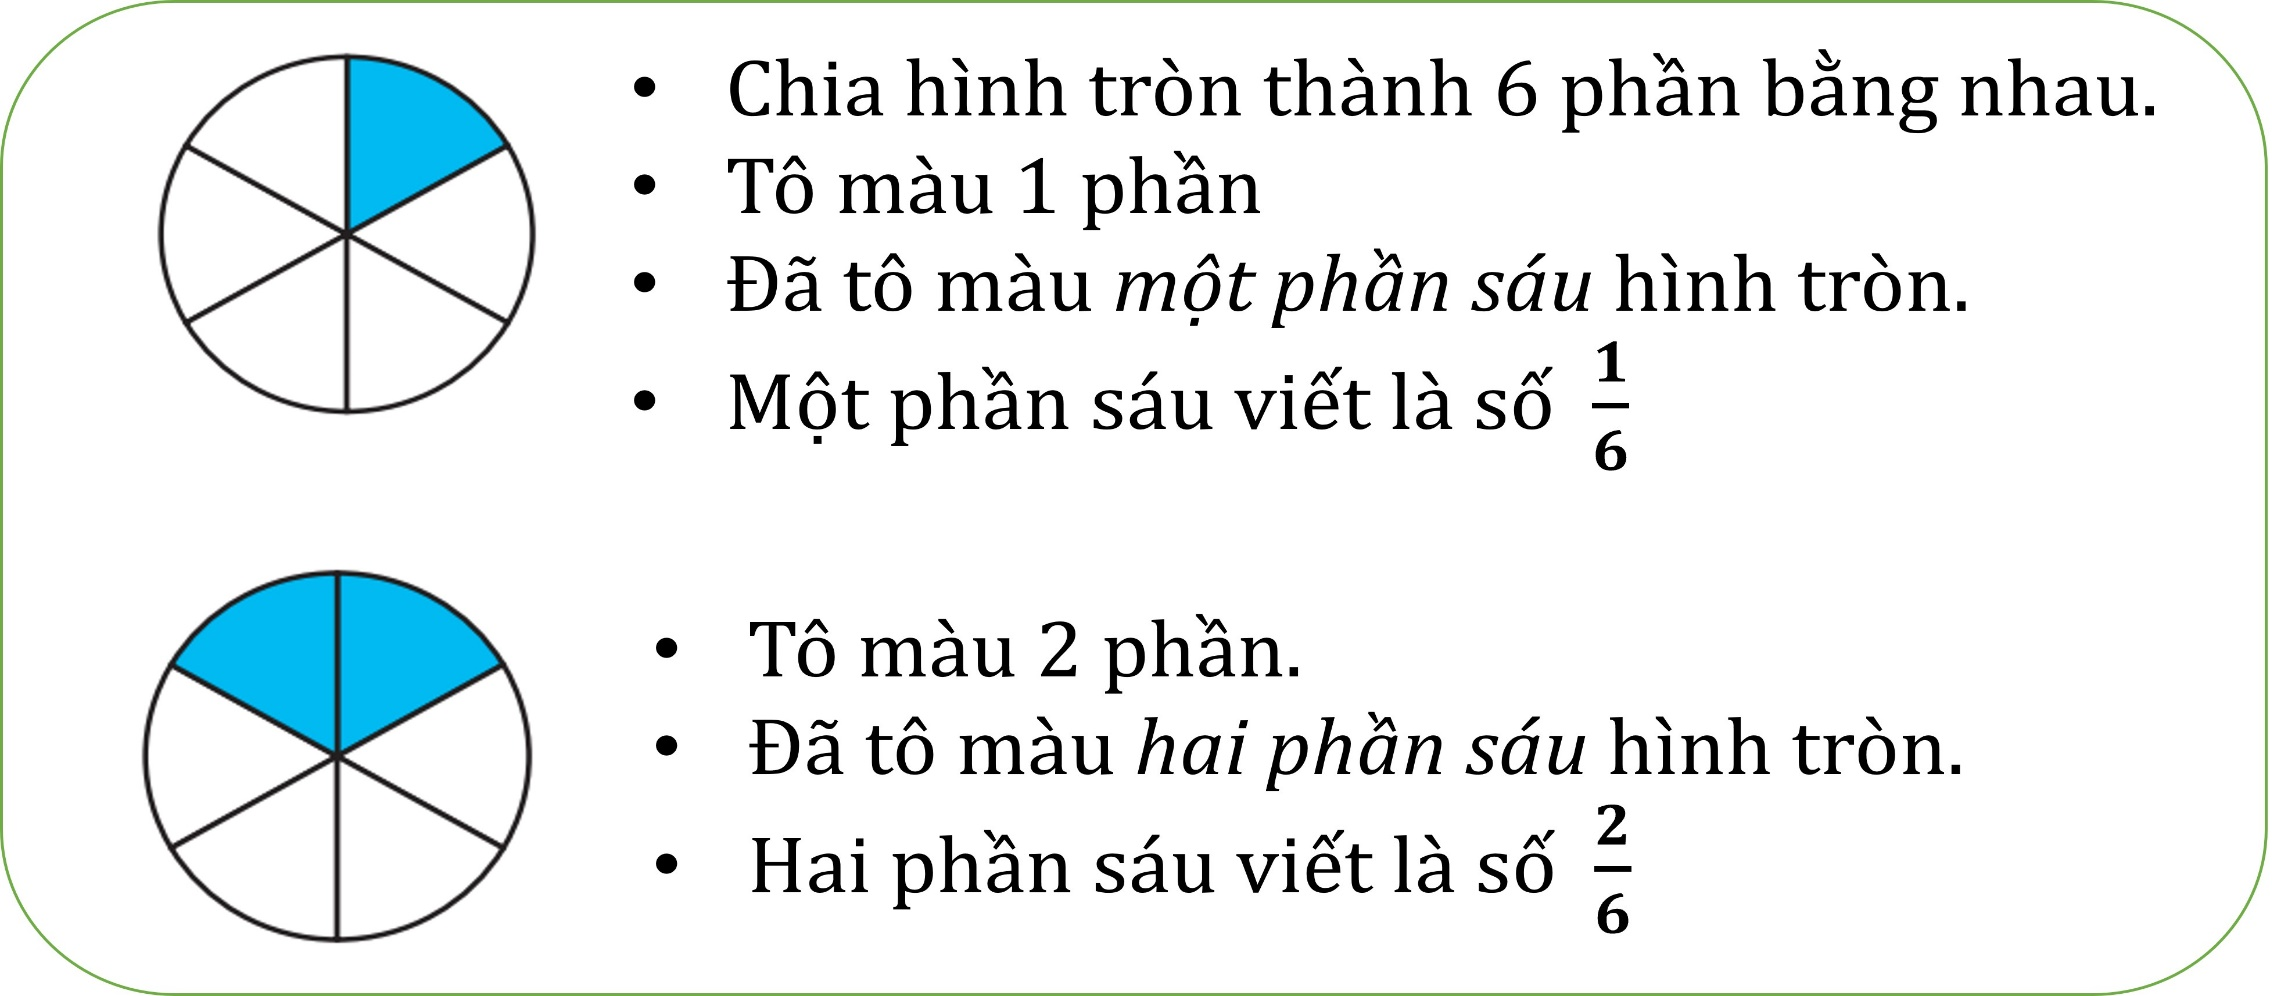 • Chia hình tròn thành 6 phần bằng nhau.
• Tô màu 1 phần
• Đã tô màu một phần sáu hình tròn.
• Một phần sáu viết là số 1/6
• Tô màu 2 phần.
• Đã tô màu hai phần sáu hình tròn.
• Hai phần sáu viết là số 2/6